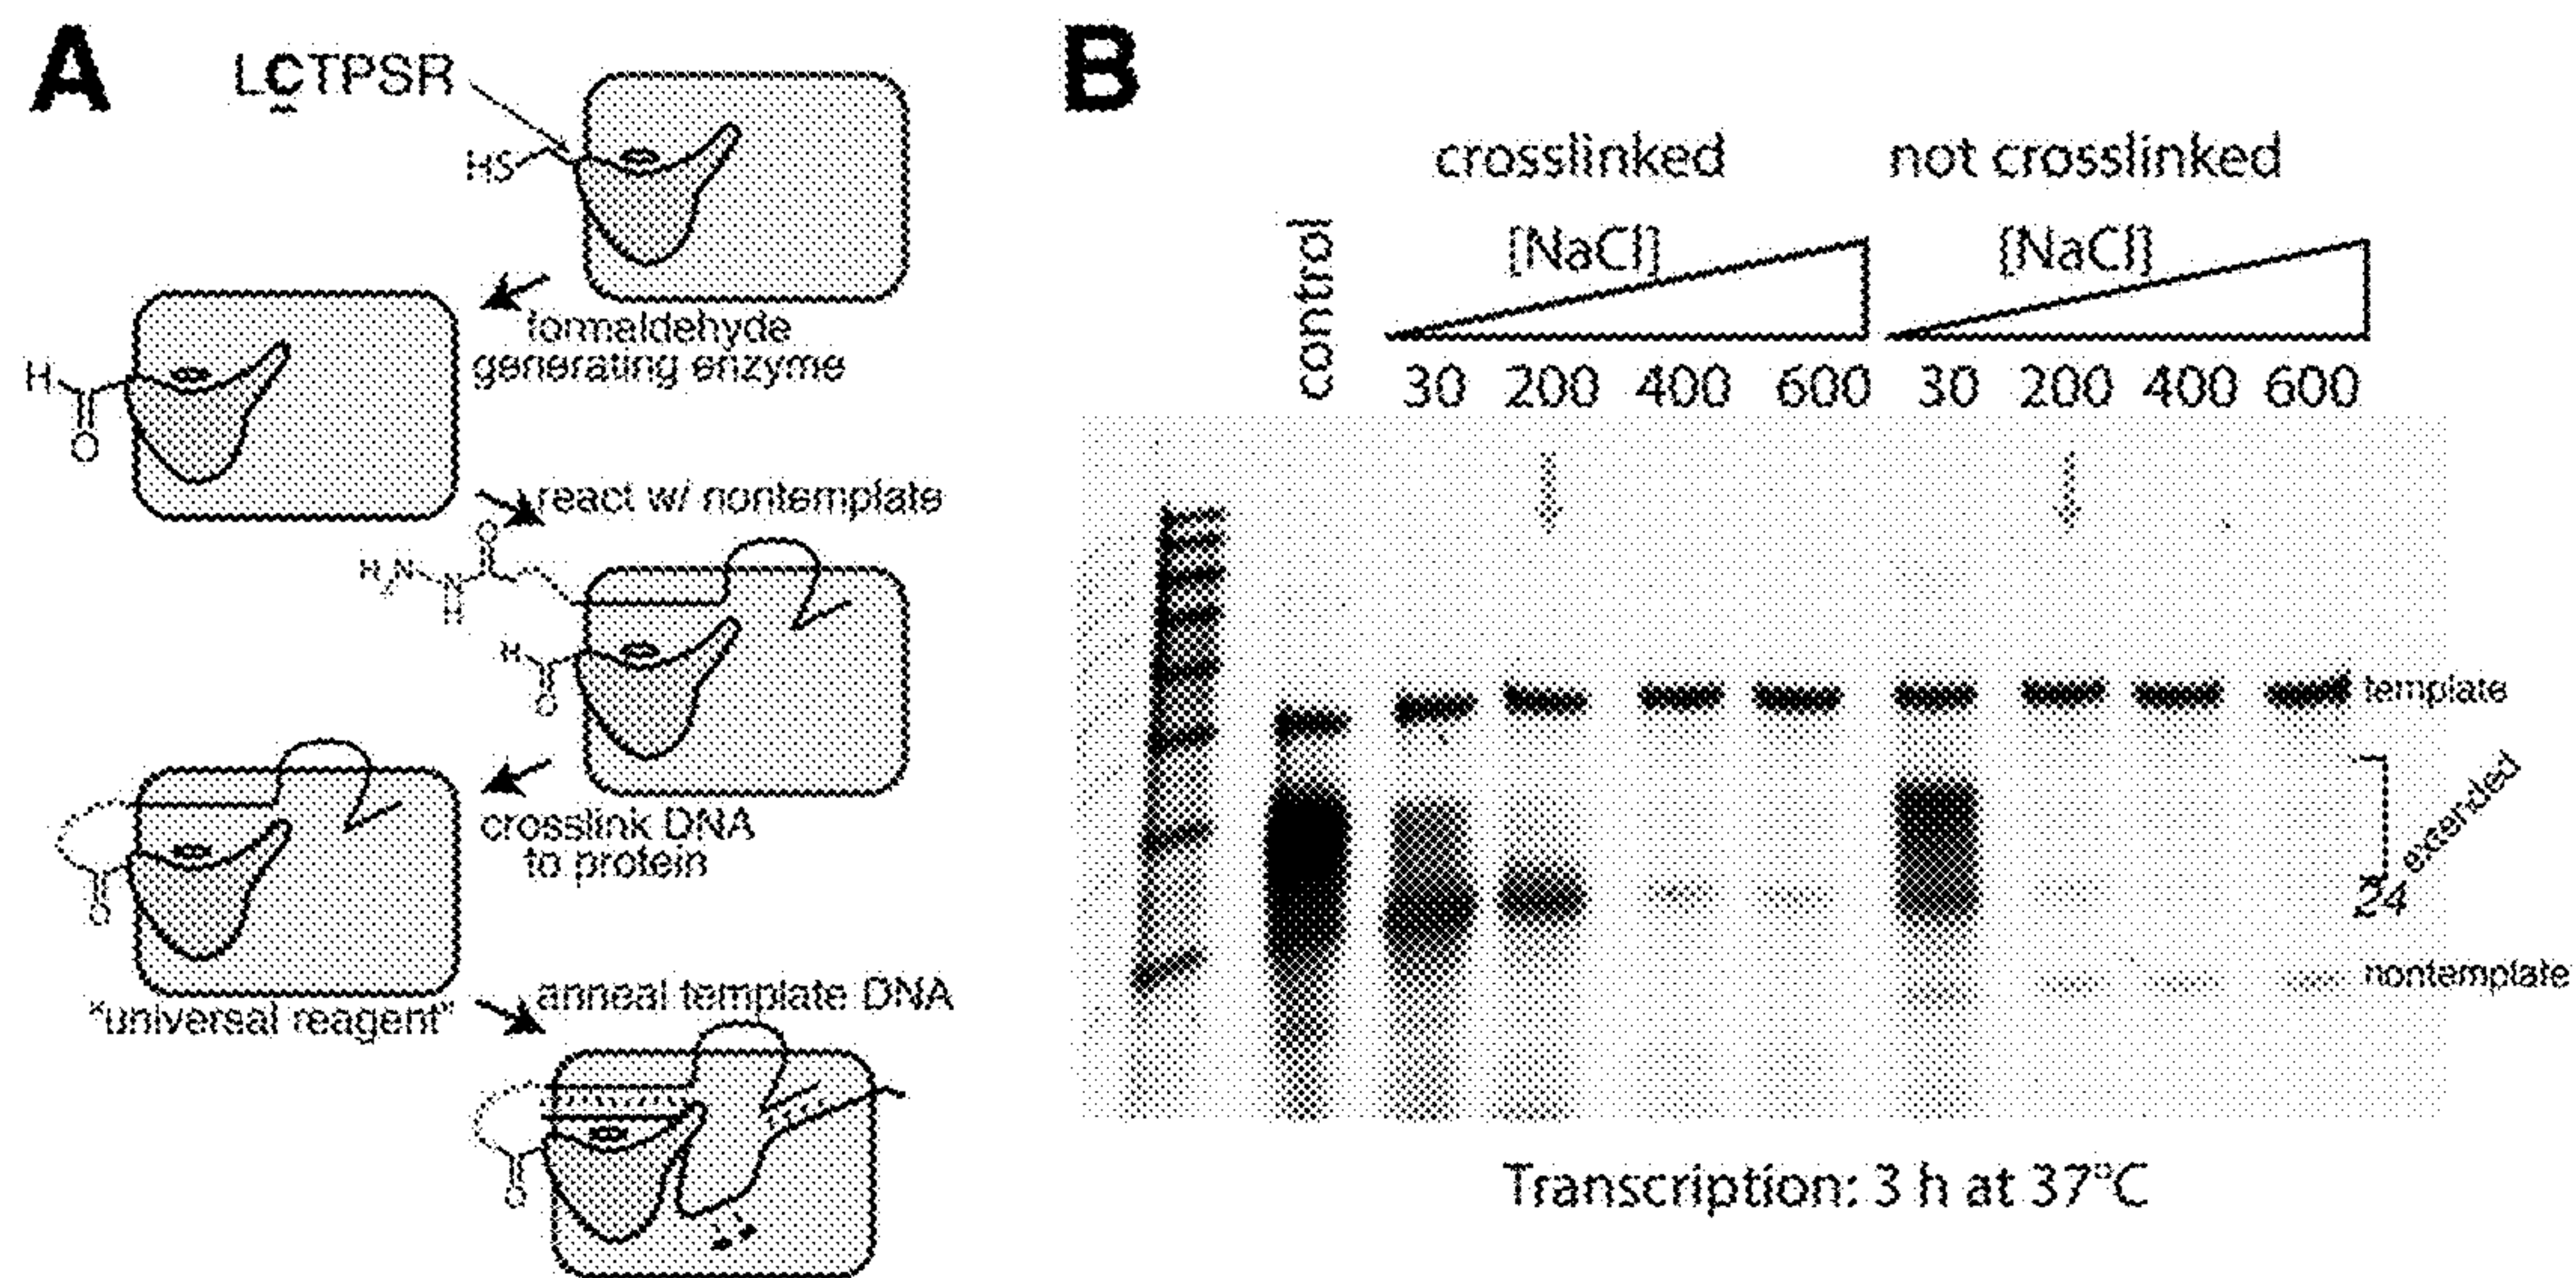 A
LCTPSR
HS
formaldehyde
generating enzyme
H
O
react w/ nontemplate
O
H2N
N
H
H
O
crosslink DNA
to protein
O
"universal reagent"
anneal template DNA
O
B
crosslinked
not crosslinked
control
[NaCl]
[NaCl]
30 200 400 600 30 200 400 600
template
extended
24
nontemplate
Transcription: 3 h at 37°C